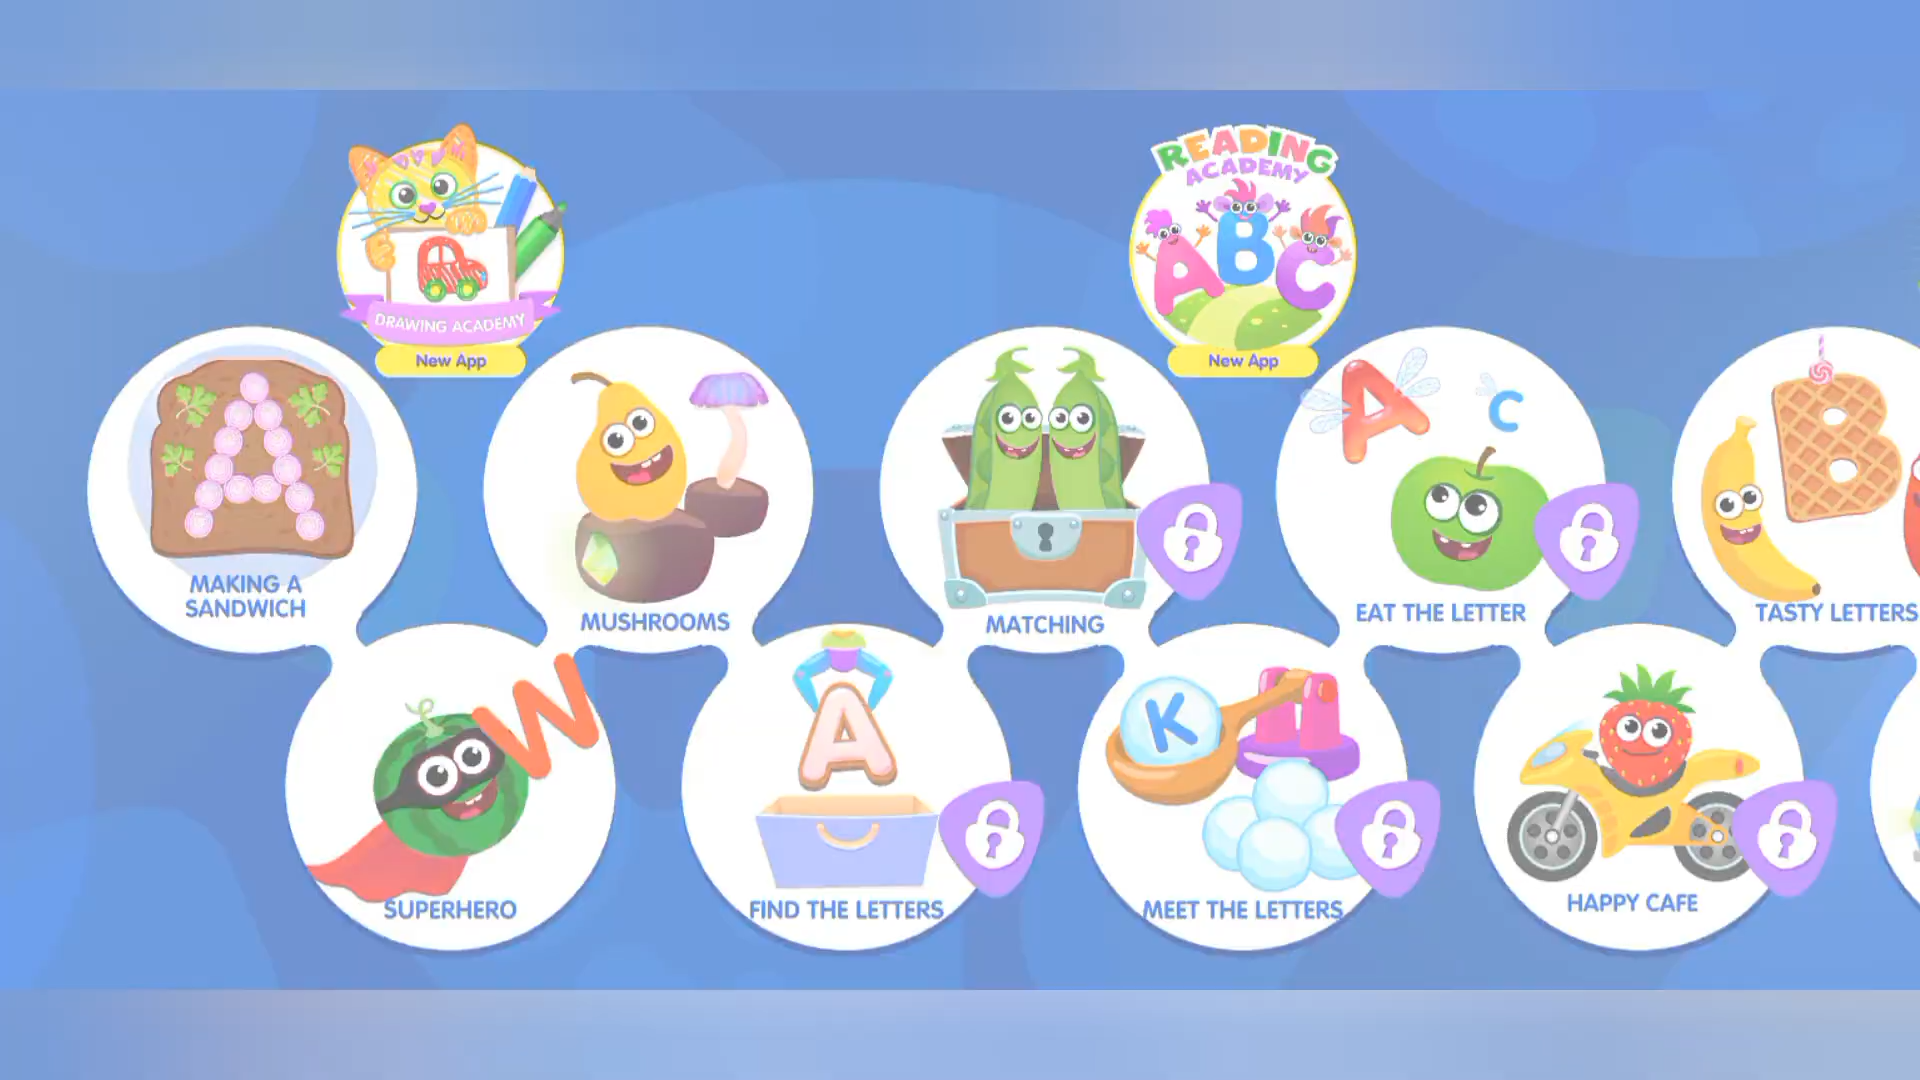 READING
ACADEMY
ABC
DRAWING ACADEMY
New App
New App
A
A
C
B
MAKING A
SANDWICH
MUSHROOMS
MATCHING
EAT THE LETTER
TASTY LETTERS
W
A
K
SUPERHERO
FIND THE LETTERS
MEET THE LETTERS
HAPPY CAFE